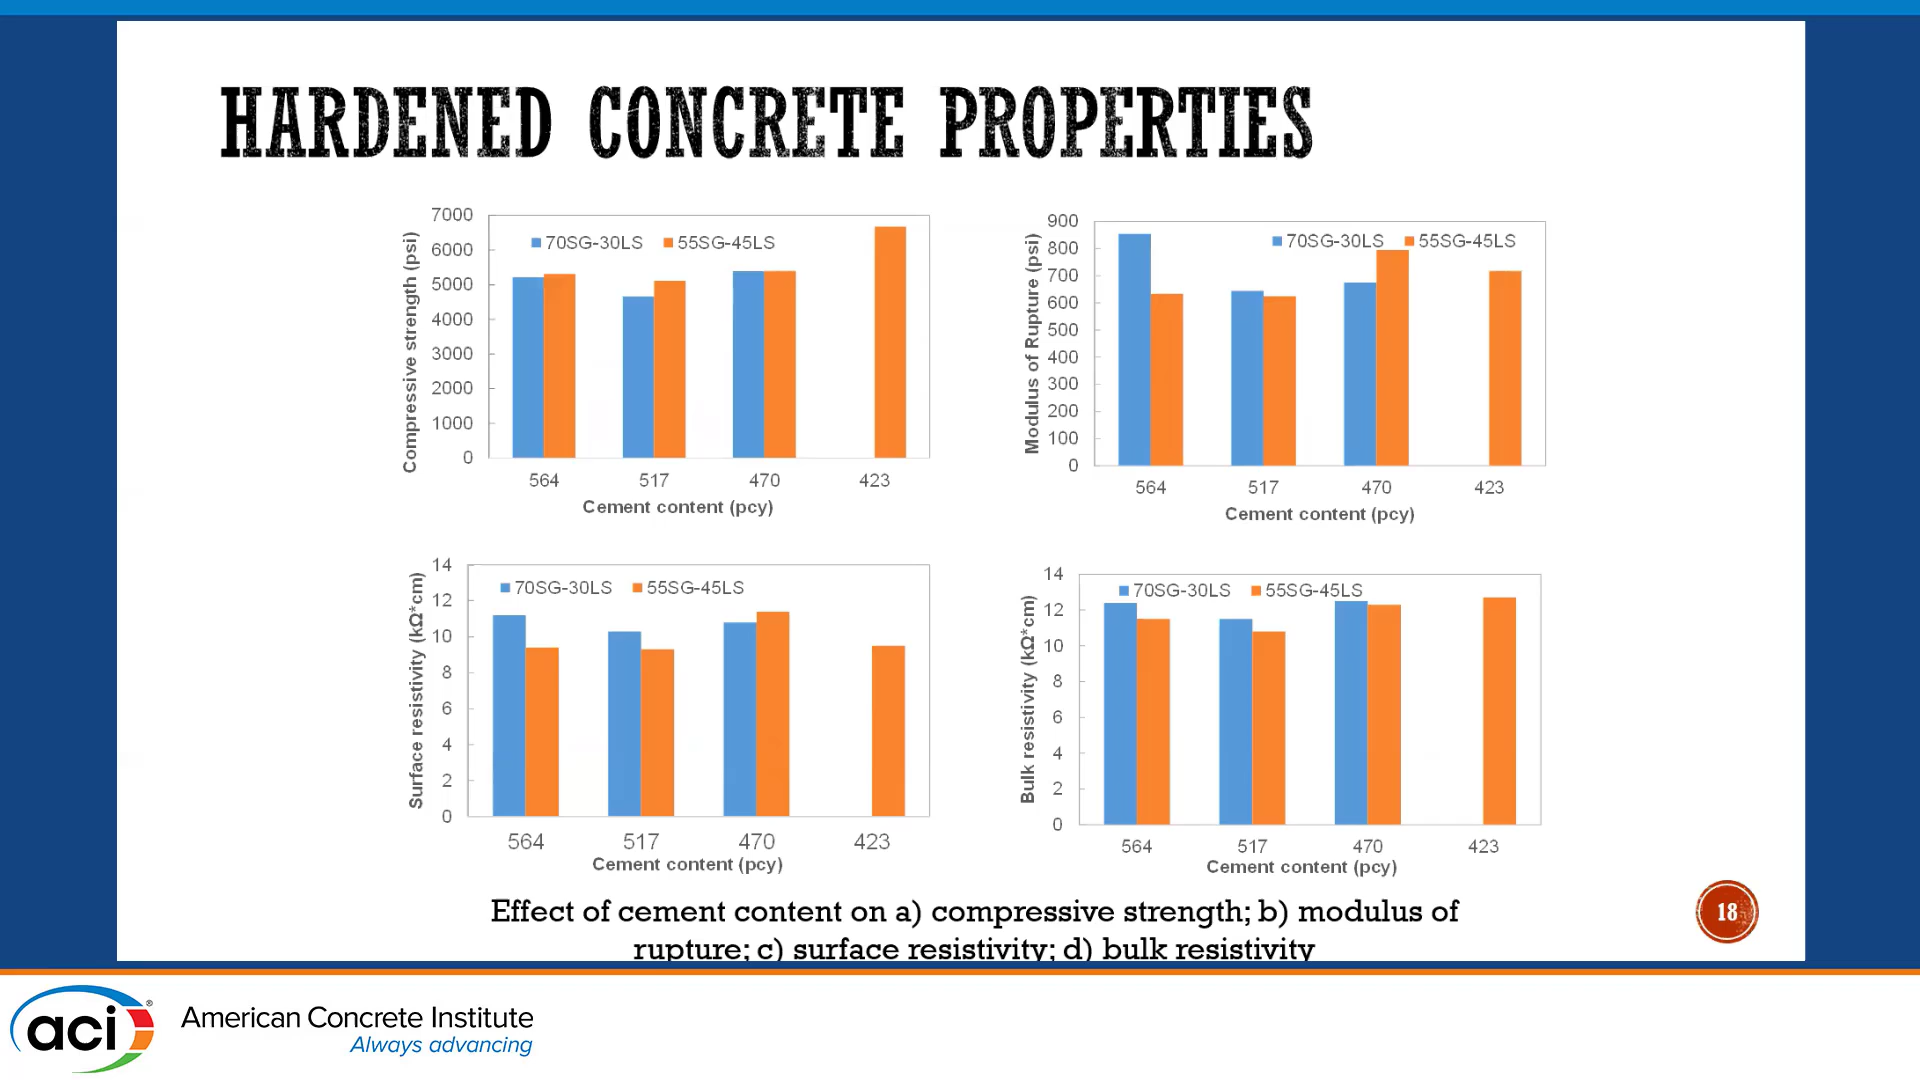 HARDENED CONCRETE PROPERTIES
7000
6000
5000
4000
3000
2000
1000
0
Compressive strength (psi)
70SG-30LS 55SG-45LS
564 517 470 423
Cement content (pcy)
900
800
700
600
500
400
300
200
100
0
Modulus of Rupture (psi)
70SG-30LS 55SG-45LS
564 517 470 423
Cement content (pcy)
14
12
10
8
6
4
2
0
Surface resistivity (kΩ*cm)
70SG-30LS 55SG-45LS
564 517 470 423
Cement content (pcy)
14
12
10
8
6
4
2
0
Bulk resistivity (kΩ*cm)
70SG-30LS 55SG-45LS
564 517 470 423
Cement content (pcy)
Effect of cement content on a) compressive strength; b) modulus of
rupture; c) surface resistivity; d) bulk resistivity
18
aci®
American Concrete Institute
Always advancing